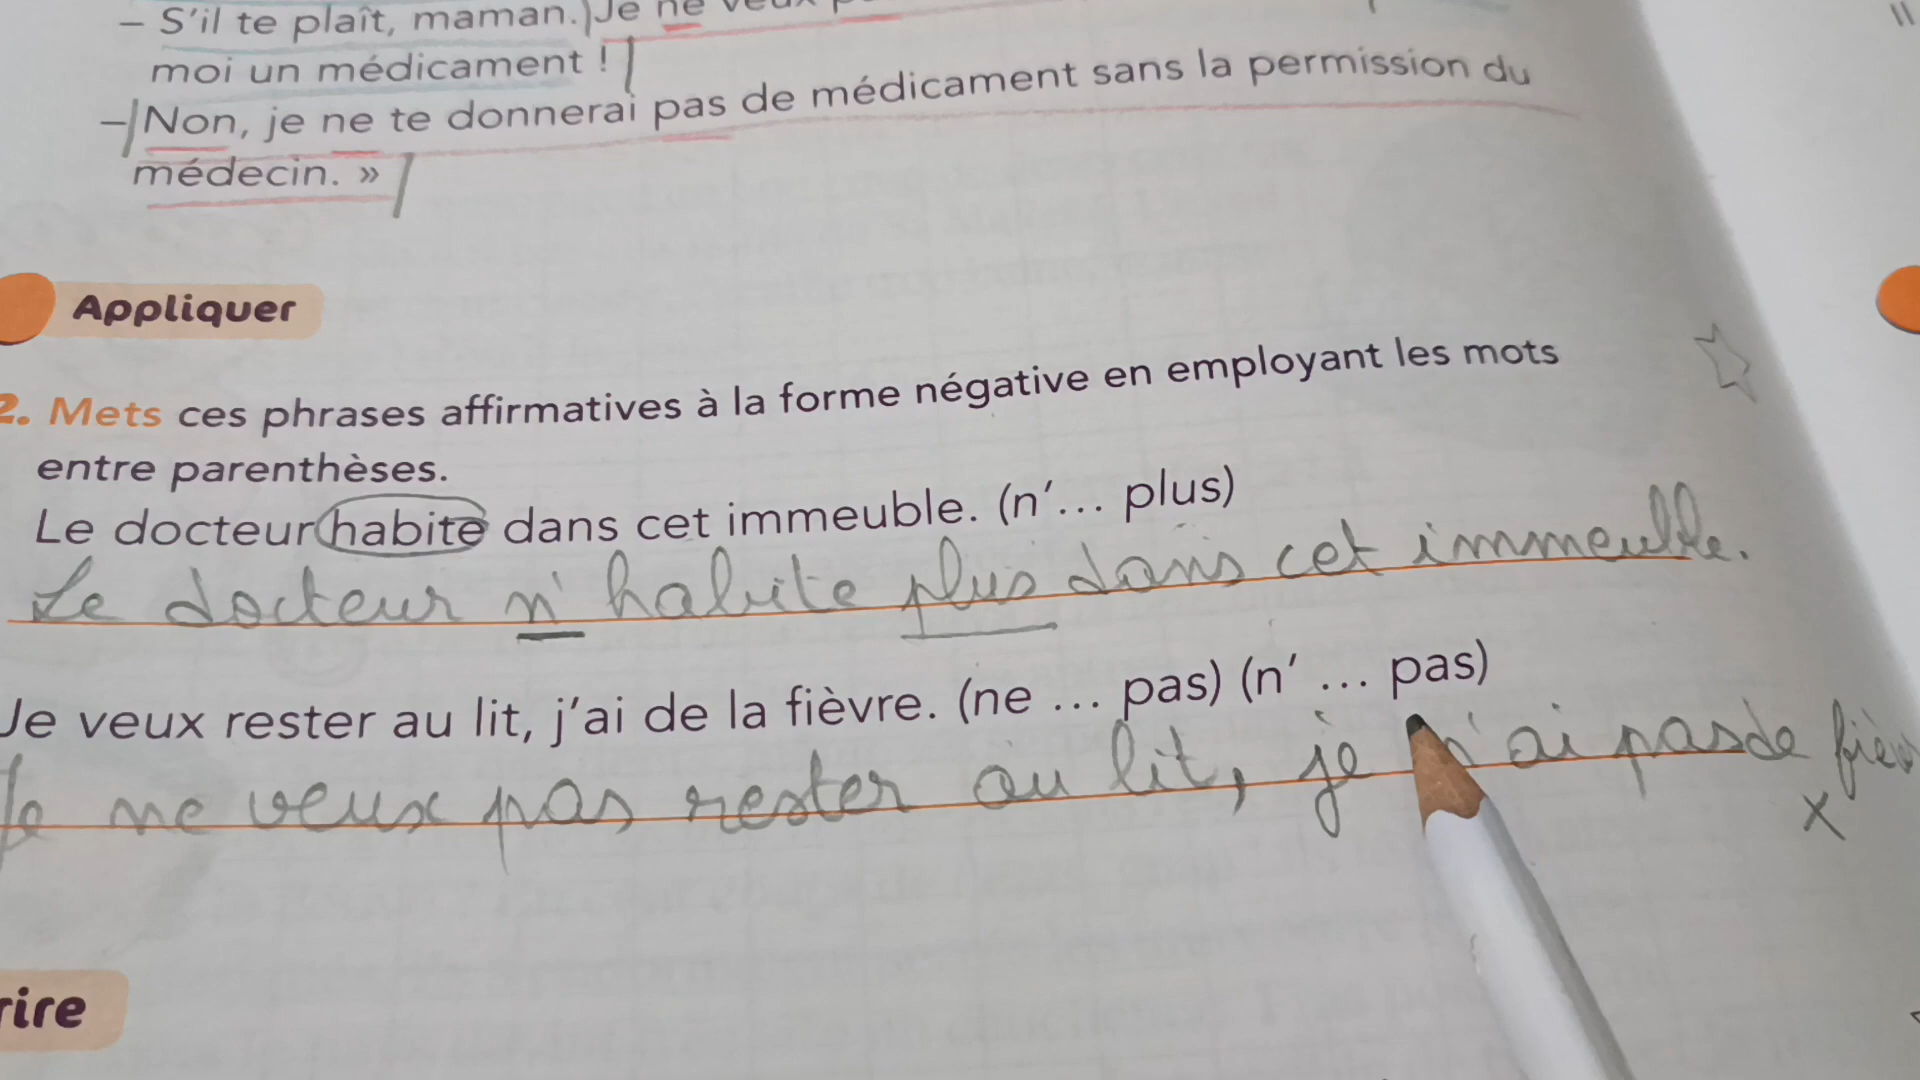 – S'il te plaît, maman. Je ne veux
moi un médicament !
– Non, je ne te donnerai pas de médicament sans la permission du
médecin. »
Appliquer
2. Mets ces phrases affirmatives à la forme négative en employant les mots
entre parenthèses.
Le docteur habite dans cet immeuble. (n'... plus)
Le docteur n' habite plus dans cet immeuble.
Je veux rester au lit, j'ai de la fièvre. (ne ... pas) (n' ... pas)
Je ne veux pas rester au lit, je n'ai pas de fièv
x
rire